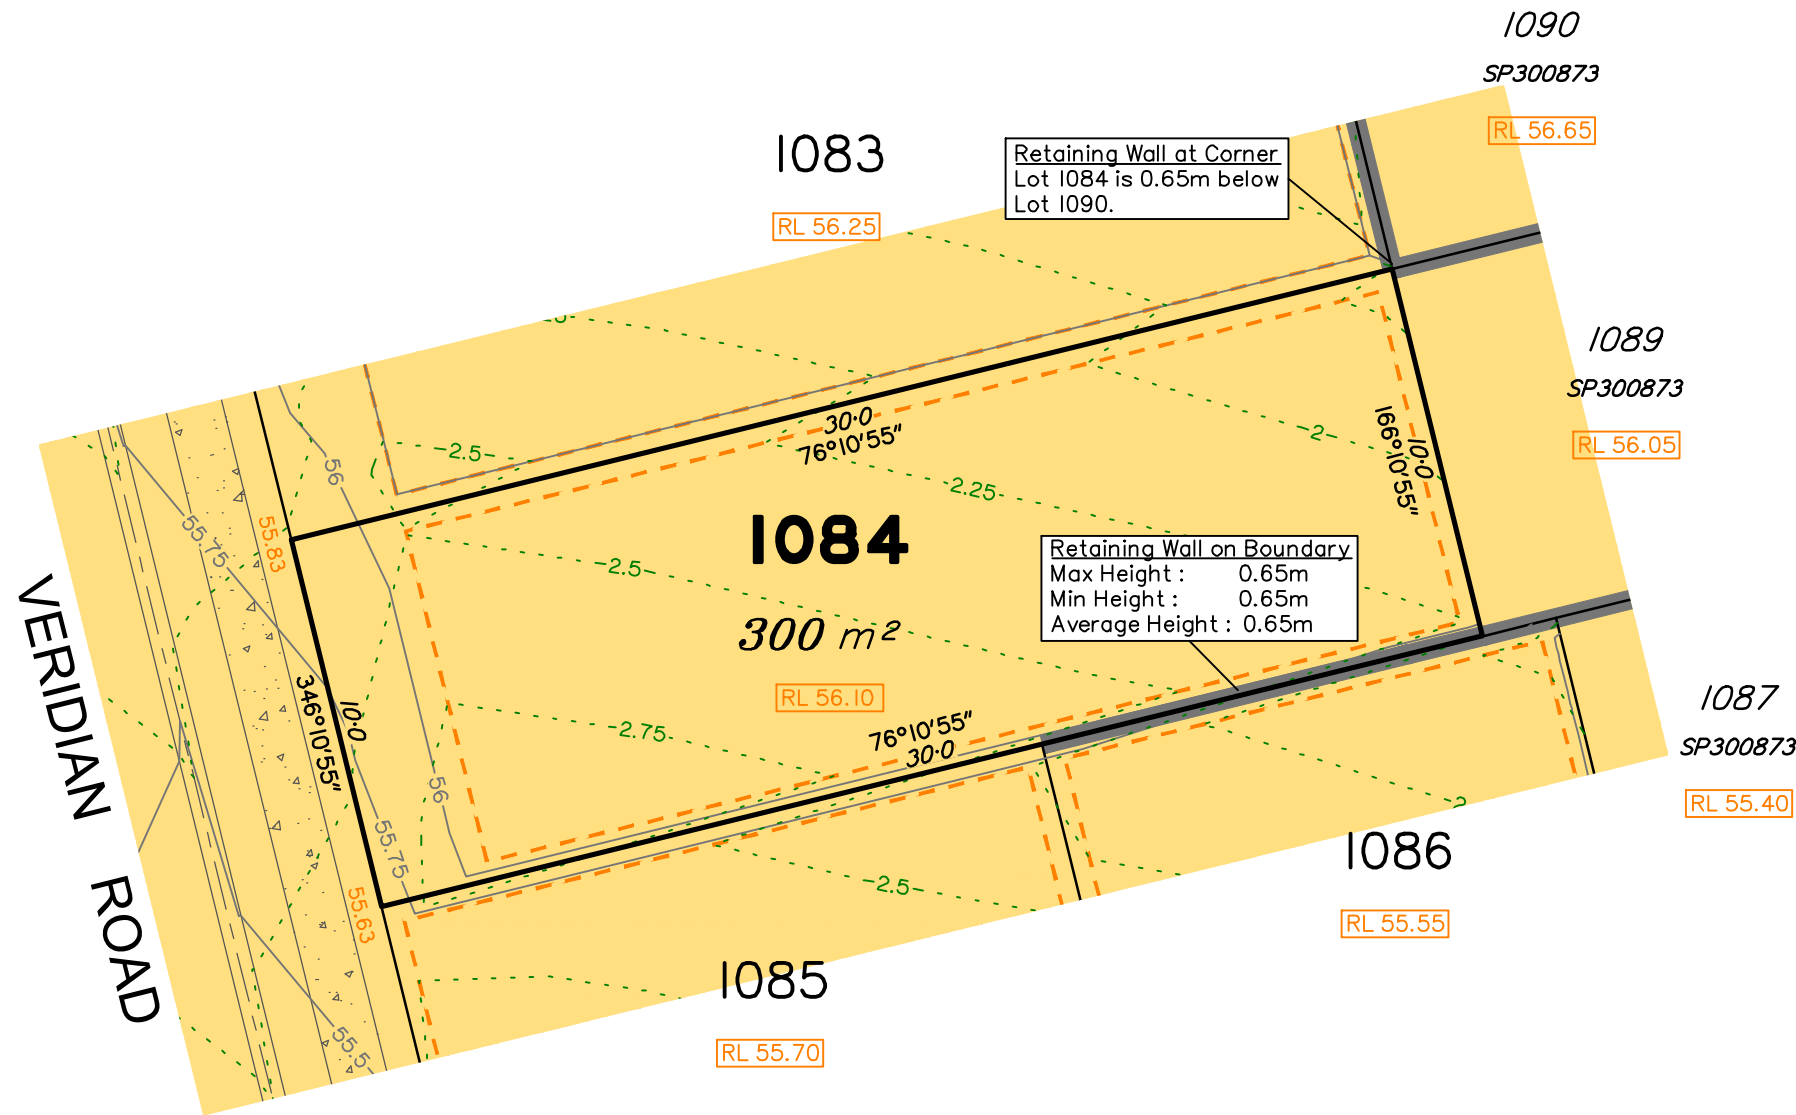 1090
SP300873
RL 56.65
1083
RL 56.25
Retaining Wall at Corner
Lot 1084 is 0.65m below
Lot 1090.
1089
SP300873
RL 56.05
30·0
76°10'55"
2.5
56
55.75
55.83
2
166°10'55"
10·0
2.25
1084
2.5
300 m²
RL 56.10
Retaining Wall on Boundary
Max Height : 0.65m
Min Height : 0.65m
Average Height : 0.65m
VERIDIAN ROAD
346°10'55"
10·0
2.75
76°10'55"
30·0
56
55.75
55.63
1087
SP300873
RL 55.40
2
1086
RL 55.55
2.5
1085
RL 55.70
55.5